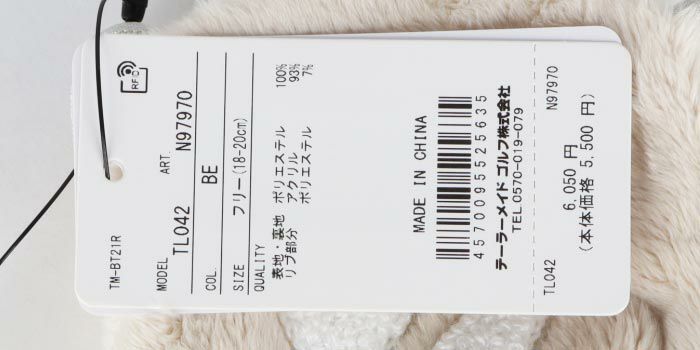 RFID
TM-BT21R
MODEL TL042 ART. N97970
COL. BE
SIZE フリー(18-20cm)
QUALITY
表地・裏地 ポリエステル 100%
リブ部分 アクリル 93%
ポリエステル 7%
MADE IN CHINA
4570095525635
テーラーメイド ゴルフ株式会社
TEL.0570-019-079
TL042 N97970
6,050 円
(本体価格 5,500 円)